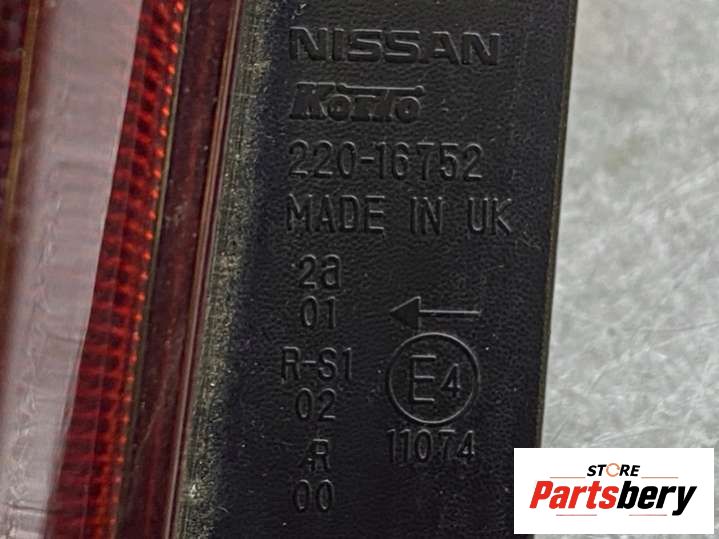 NISSAN
Koito
220-16752
MADE IN UK
2a
01
R-S1
02
E4
11074
R
00
STORE
Partsbery